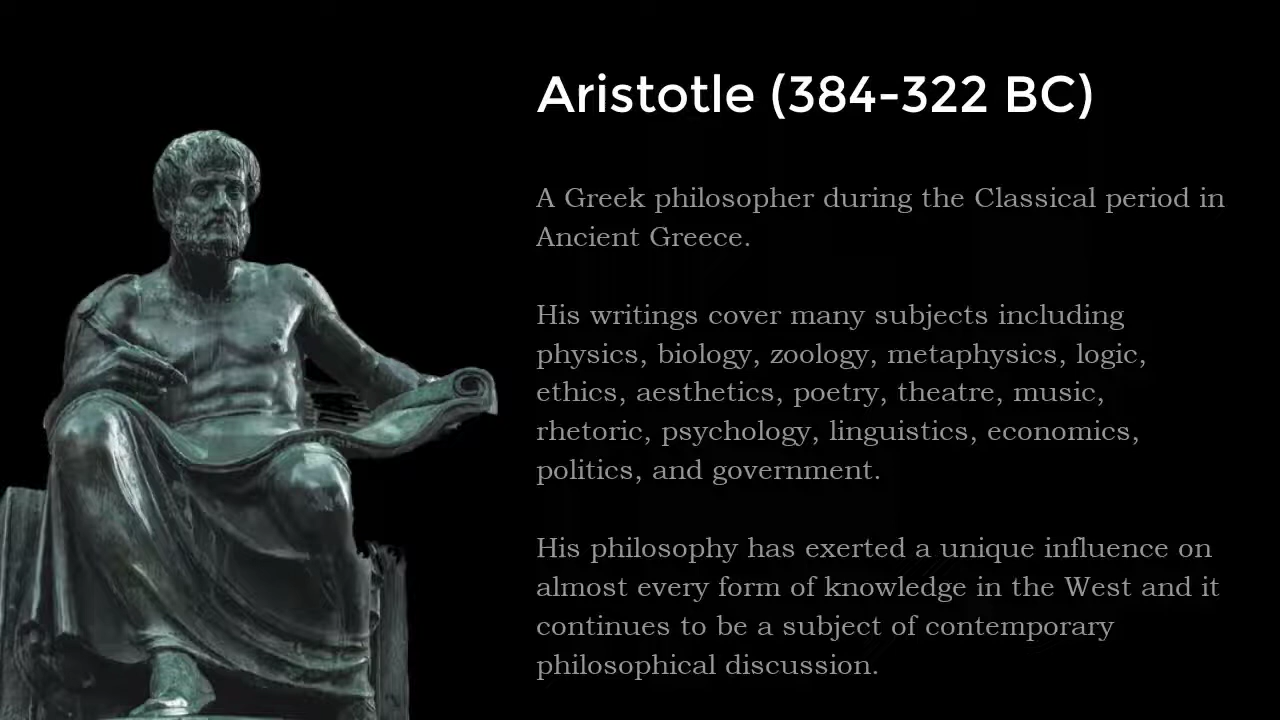 Aristotle (384-322 BC)
A Greek philosopher during the Classical period in
Ancient Greece.
His writings cover many subjects including
physics, biology, zoology, metaphysics, logic,
ethics, aesthetics, poetry, theatre, music,
rhetoric, psychology, linguistics, economics,
politics, and government.
His philosophy has exerted a unique influence on
almost every form of knowledge in the West and it
continues to be a subject of contemporary
philosophical discussion.